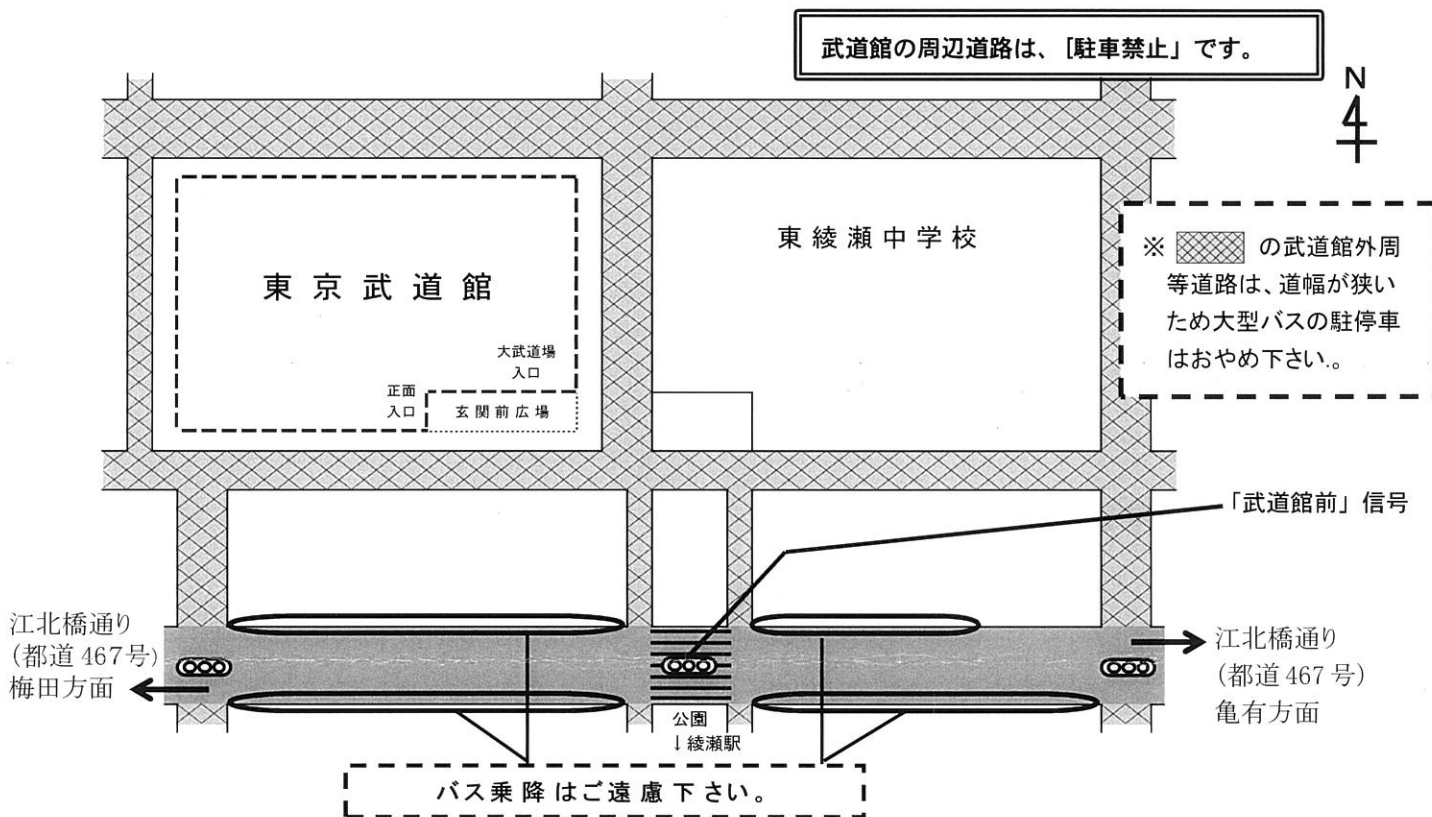 武道館の周辺道路は、[駐車禁止」です。
N
東綾瀬中学校
※ の武道館外周
等道路は、道幅が狭い
ため大型バスの駐停車
はおやめ下さい.。
東京武道館
大武道場
入口
正面
入口
玄関前広場
「武道館前」信号
江北橋通り
(都道467号)
梅田方面
江北橋通り
(都道467号)
亀有方面
公園
↓綾瀬駅
バス乗降はご遠慮下さい。